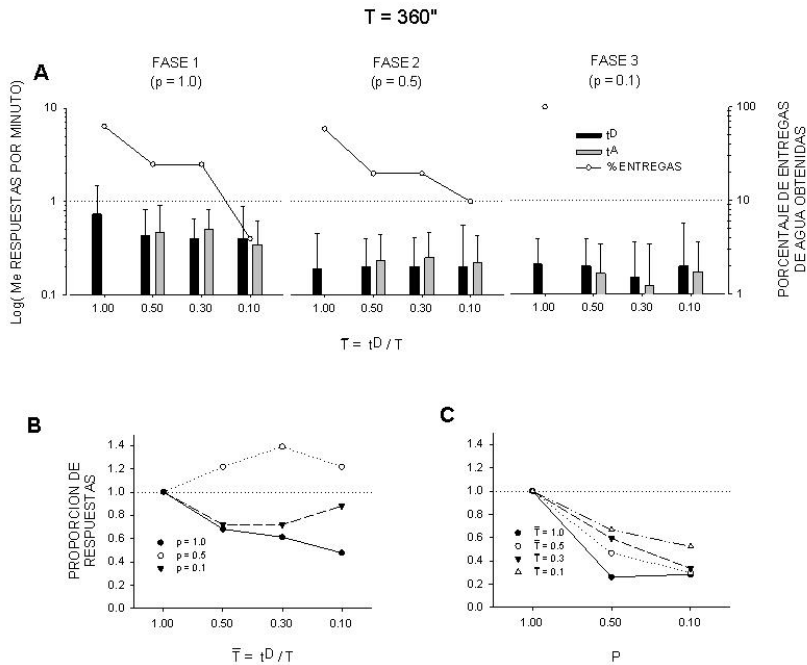 T = 360"
A
FASE 1
(p = 1.0)
FASE 2
(p = 0.5)
FASE 3
(p = 0.1)
Log( Me RESPUESTAS POR MINUTO)
10
1
0.1
tD
tA
% ENTREGAS
100
10
1
PORCENTAJE DE ENTREGAS
DE AGUA OBTENIDAS
1.00 0.50 0.30 0.10
1.00 0.50 0.30 0.10
1.00 0.50 0.30 0.10
T̅ = tD / T
B
PROPORCION DE
RESPUESTAS
1.4
1.2
1.0
0.8
0.6
0.4
0.2
0.0
p = 1.0
p = 0.5
p = 0.1
1.00 0.50 0.30 0.10
T̅ = tD / T
C
1.4
1.2
1.0
0.8
0.6
0.4
0.2
0.0
T̅ = 1.0
T̅ = 0.5
T̅ = 0.3
T̅ = 0.1
1.00 0.50 0.10
P